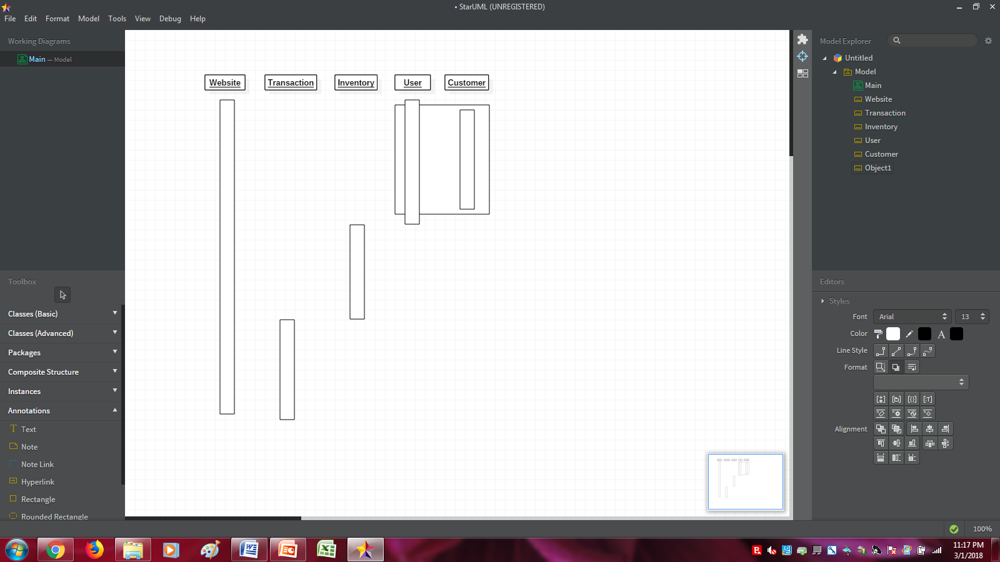 • StarUML (UNREGISTERED)
File Edit Format Model Tools View Debug Help
Working Diagrams
Main — Model
Website Transaction Inventory User Customer
Toolbox
Classes (Basic)
Classes (Advanced)
Packages
Composite Structure
Instances
Annotations
Text
Note
Note Link
Hyperlink
Rectangle
Rounded Rectangle
Model Explorer
Untitled
Model
Main
Website
Transaction
Inventory
User
Customer
Object1
Editors
Styles
Font Arial 13
Color
Line Style
Format
Alignment
100%
11:17 PM
3/1/2018